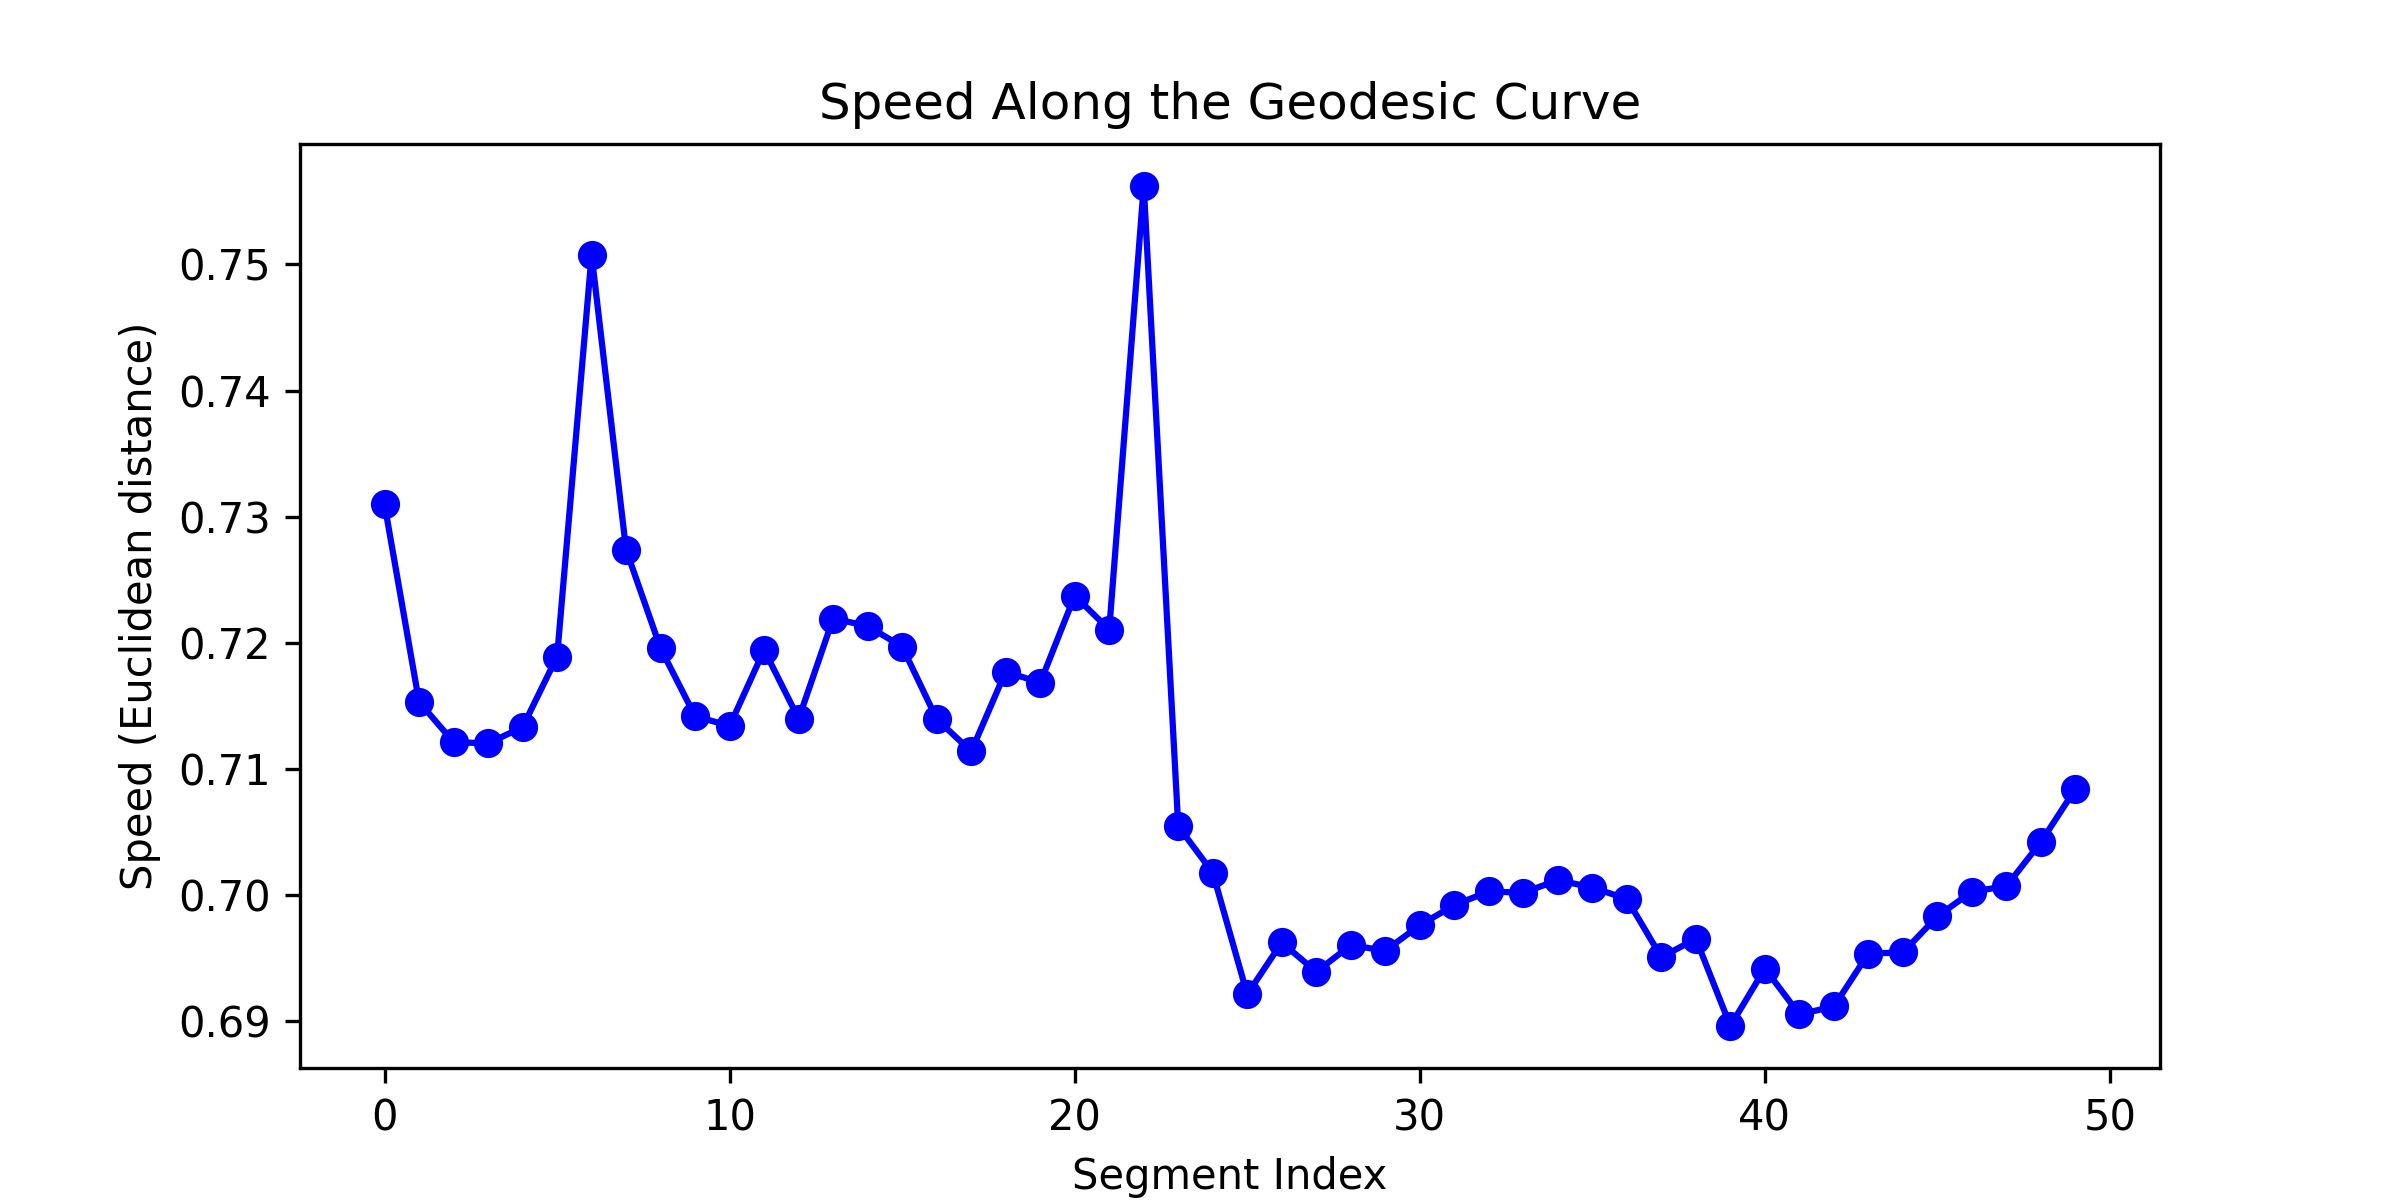 Speed Along the Geodesic Curve
Speed (Euclidean distance)
0.75
0.74
0.73
0.72
0.71
0.70
0.69
0 10 20 30 40 50
Segment Index